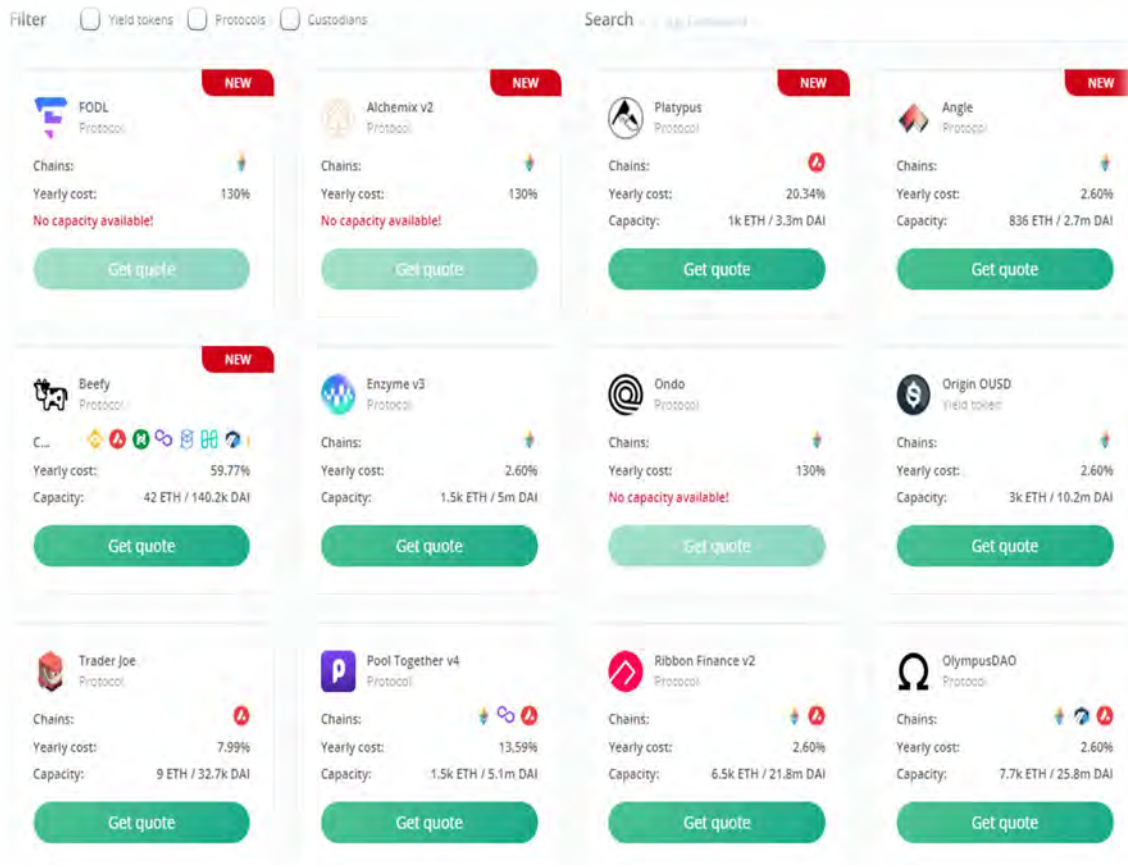 Filter Yield tokens Protocols Custodians Search
NEW
FODL
Protocol
Chains:
Yearly cost: 130%
No capacity available!
Get quote
NEW
Alchemix v2
Protocol
Chains:
Yearly cost: 130%
No capacity available!
Get quote
NEW
Platypus
Protocol
Chains:
Yearly cost: 20.34%
Capacity: 1k ETH / 3.3m DAI
Get quote
NEW
Angle
Protocol
Chains:
Yearly cost: 2.60%
Capacity: 836 ETH / 2.7m DAI
Get quote
NEW
Beefy
Protocol
C...
Yearly cost: 59.77%
Capacity: 42 ETH / 140.2k DAI
Get quote
Enzyme v3
Protocol
Chains:
Yearly cost: 2.60%
Capacity: 1.5k ETH / 5m DAI
Get quote
Ondo
Protocol
Chains:
Yearly cost: 130%
No capacity available!
Get quote
Origin OUSD
Yield token
Chains:
Yearly cost: 2.60%
Capacity: 3k ETH / 10.2m DAI
Get quote
Trader Joe
Protocol
Chains:
Yearly cost: 7.99%
Capacity: 9 ETH / 32.7k DAI
Get quote
Pool Together v4
Protocol
Chains:
Yearly cost: 13.59%
Capacity: 1.5k ETH / 5.1m DAI
Get quote
Ribbon Finance v2
Protocol
Chains:
Yearly cost: 2.60%
Capacity: 6.5k ETH / 21.8m DAI
Get quote
OlympusDAO
Protocol
Chains:
Yearly cost: 2.60%
Capacity: 7.7k ETH / 25.8m DAI
Get quote